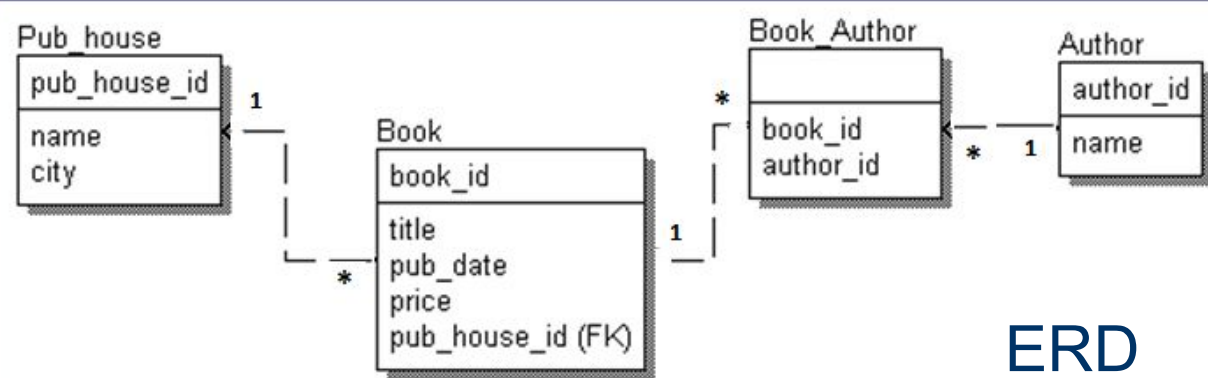 Pub_house
pub_house_id
name
city
1
*
Book
book_id
title
pub_date
price
pub_house_id (FK)
1
*
Book_Author
book_id
author_id
*
1
Author
author_id
name
ERD